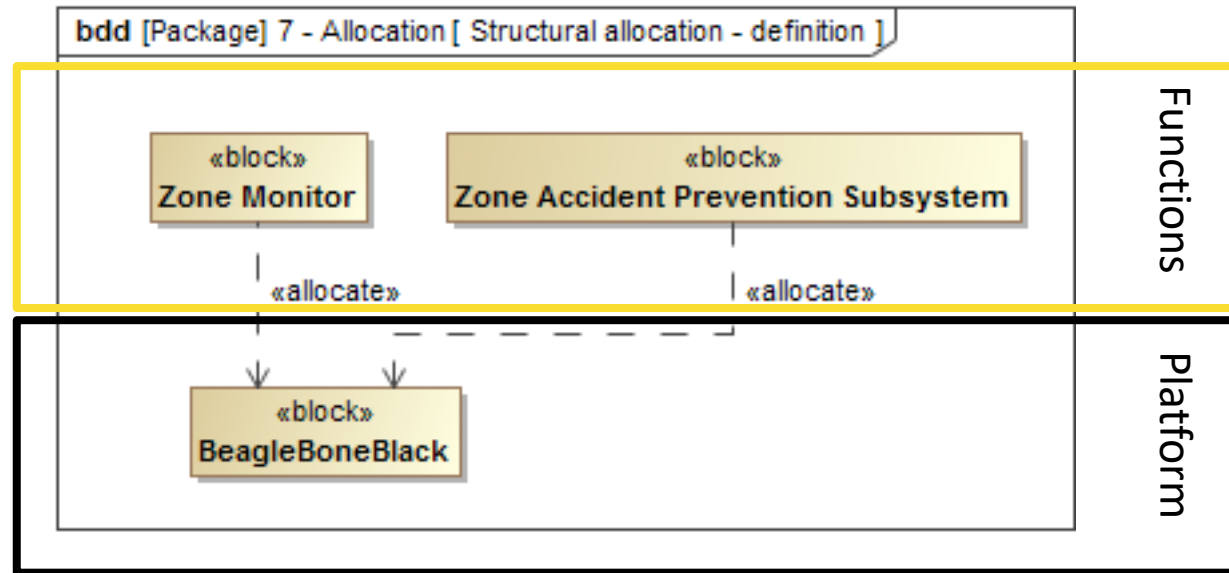 bdd [Package] 7 - Allocation [ Structural allocation - definition ]
«block»
Zone Monitor
«block»
Zone Accident Prevention Subsystem
Functions
«allocate»
«allocate»
Platform
«block»
BeagleBoneBlack